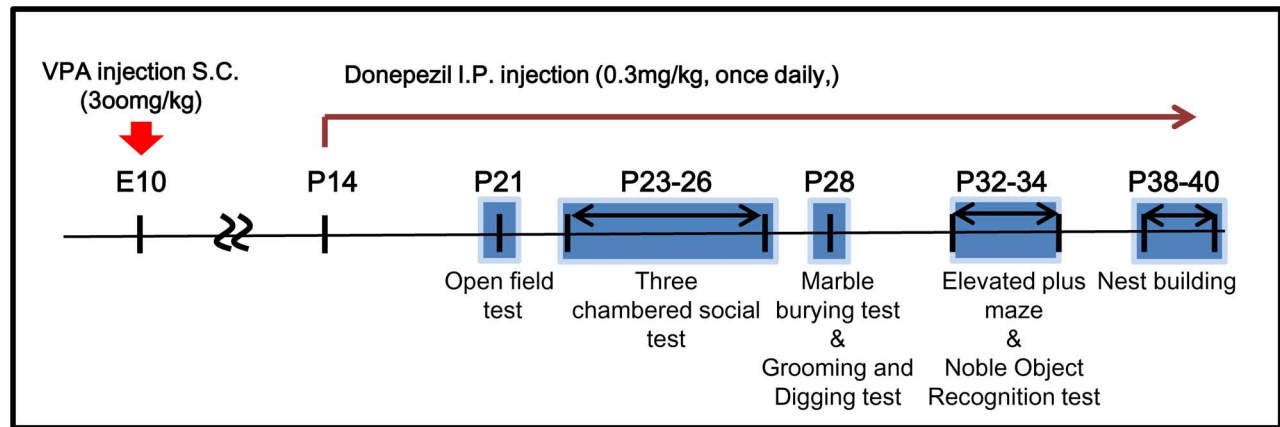 VPA injection S.C.
(3oomg/kg)
Donepezil I.P. injection (0.3mg/kg, once daily,)
E10
P14
P21
P23-26
P28
P32-34
P38-40
Open field
test
Three
chambered social
test
Marble
burying test
&
Grooming and
Digging test
Elevated plus
maze
&
Noble Object
Recognition test
Nest building